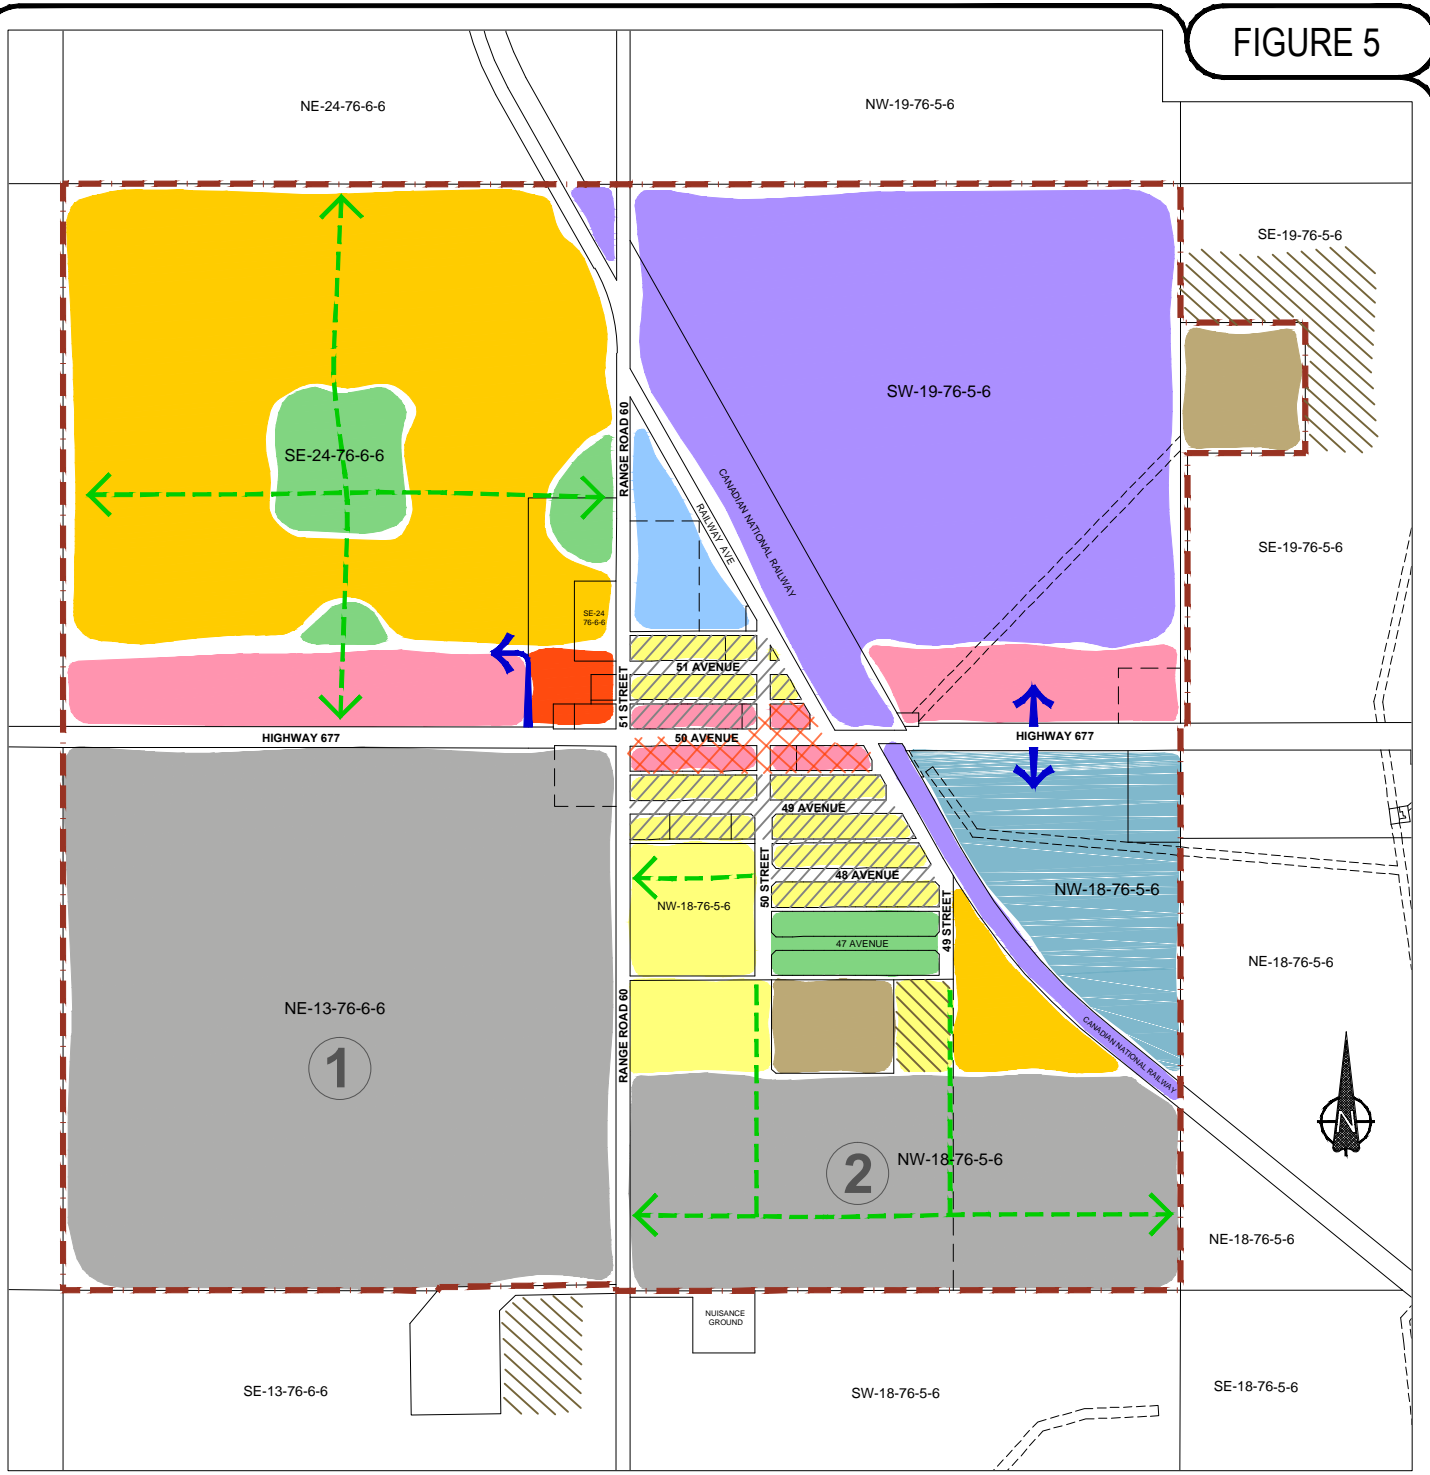 FIGURE 5
NE-24-76-6-6
NW-19-76-5-6
SE-19-76-5-6
SW-19-76-5-6
SE-24-76-6-6
RANGE ROAD 60
RAILWAY AVE
CANADIAN NATIONAL RAILWAY
SE-19-76-5-6
SE-24
76-6-6
51 AVENUE
51 STREET
HIGHWAY 677
50 AVENUE
HIGHWAY 677
49 AVENUE
48 AVENUE
50 STREET
NW-18-76-5-6
NW-18-76-5-6
49 STREET
47 AVENUE
NE-18-76-5-6
NE-13-76-6-6
RANGE ROAD 60
CANADIAN NATIONAL RAILWAY
1
2
NW-18-76-5-6
N
NE-18-76-5-6
NUISANCE
GROUND
SE-13-76-6-6
SW-18-76-5-6
SE-18-76-5-6